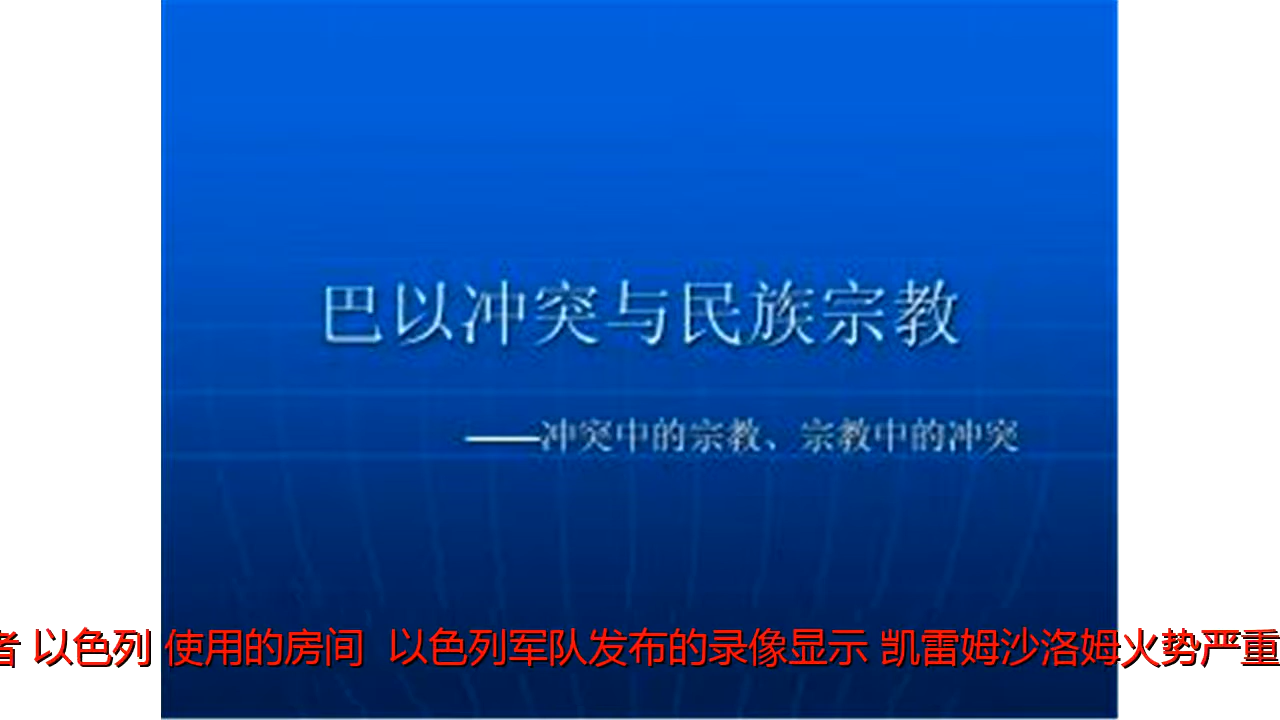 巴以冲突与民族宗教
——冲突中的宗教、宗教中的冲突
者 以色列 使用的房间 以色列军队发布的录像显示 凯雷姆沙洛姆火势严重